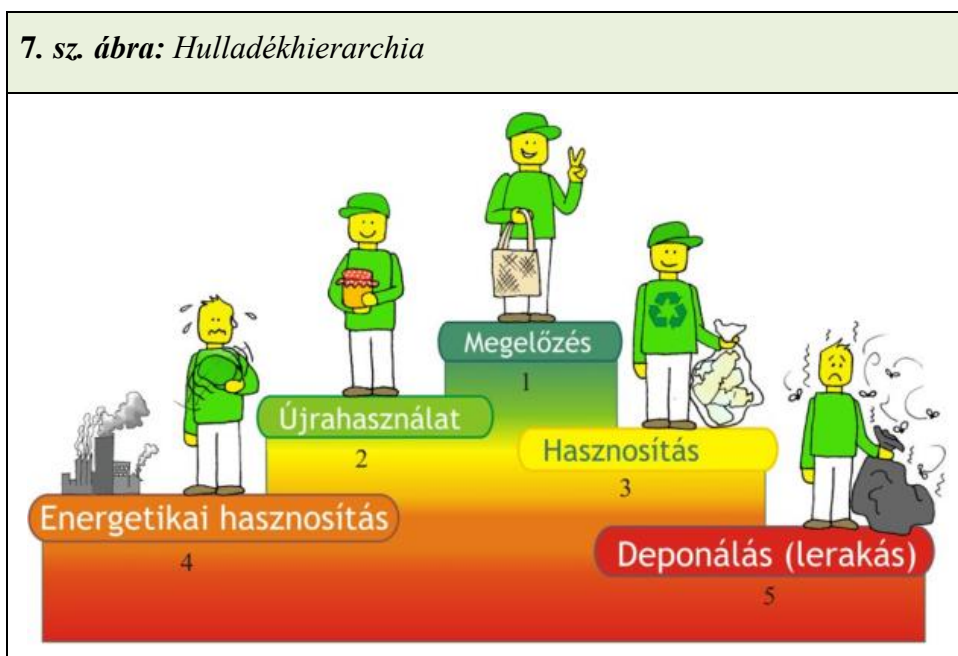 7. sz. ábra: Hulladékhierarchia
Megelőzés
1
Újrahasználat
2
Hasznosítás
3
Energetikai hasznosítás
4
Deponálás (lerakás)
5